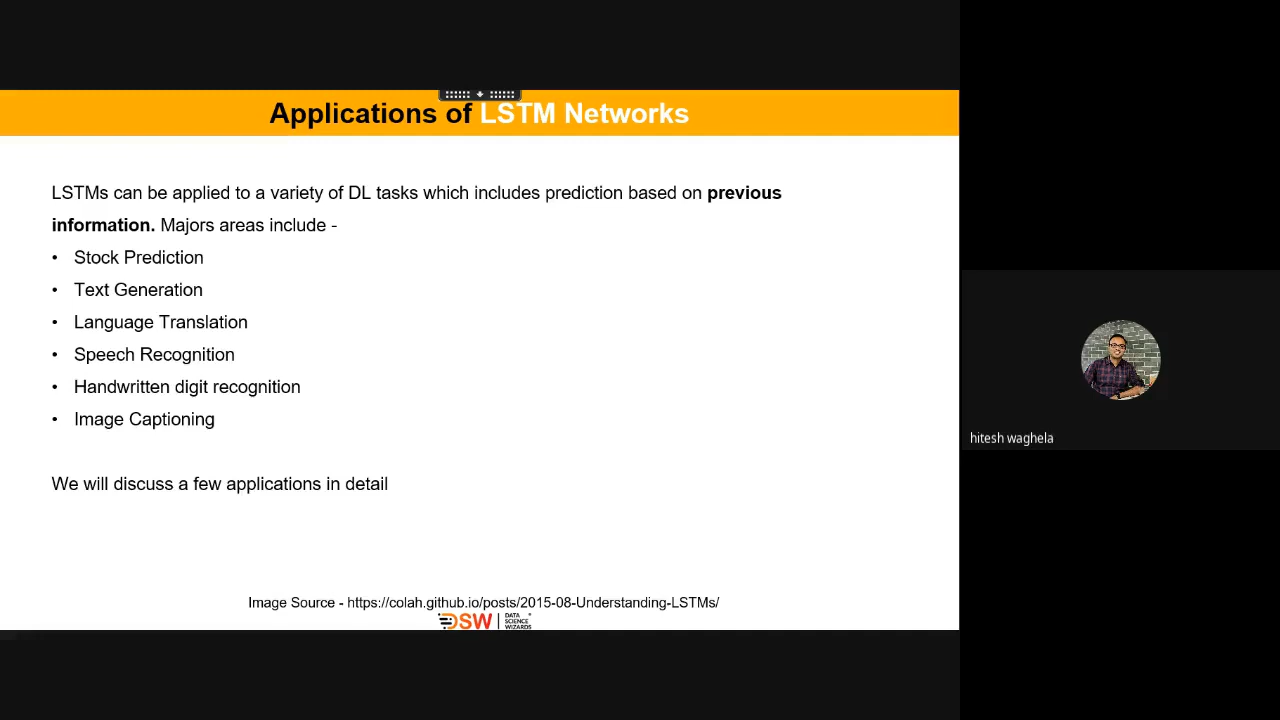 Applications of LSTM Networks
LSTMs can be applied to a variety of DL tasks which includes prediction based on previous
information. Majors areas include -
• Stock Prediction
• Text Generation
• Language Translation
• Speech Recognition
• Handwritten digit recognition
• Image Captioning
We will discuss a few applications in detail
Image Source - https://colah.github.io/posts/2015-08-Understanding-LSTMs/
DSW
DATA
SCIENCE
WIZARDS
hitesh waghela